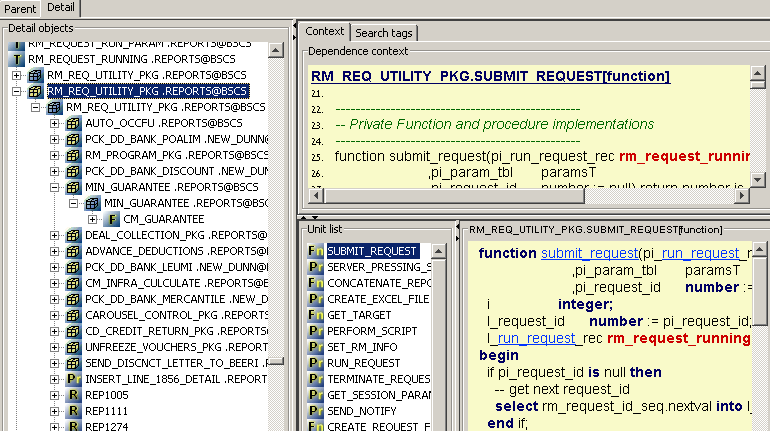 Parent Detail
Detail objects
RM_REQUEST_RUN_PARAM .REPORTS@BSCS
RM_REQUEST_RUNNING .REPORTS@BSCS
RM_REQ_UTILITY_PKG .REPORTS@BSCS
RM_REQ_UTILITY_PKG .REPORTS@BSCS
RM_REQ_UTILITY_PKG .REPORTS@BSCS
AUTO_OCCFU .REPORTS@BSCS
PCK_DD_BANK_POALIM .NEW_DUNN@
RM_PROGRAM_PKG .REPORTS@BSCS
PCK_DD_BANK_DISCOUNT .NEW_DUN
MIN_GUARANTEE .REPORTS@BSCS
MIN_GUARANTEE .REPORTS@BSCS
CM_GUARANTEE
DEAL_COLLECTION_PKG .REPORTS@B
ADVANCE_DEDUCTIONS .REPORTS@B
PCK_DD_BANK_LEUMI .NEW_DUNN@
CM_INFRA_CULCULATE .REPORTS@B
PCK_DD_BANK_MERCANTILE .NEW_D
CAROUSEL_CONTROL_PKG .REPORT
CD_CREDIT_RETURN_PKG .REPORTS
UNFREEZE_VOUCHERS_PKG .REPORT
SEND_DISCNCT_LETTER_TO_BEERI .
INSERT_LINE_1856_DETAIL .REPORT
REP1005
REP1111
REP1274
Context Search tags
Dependence context
RM_REQ_UTILITY_PKG.SUBMIT_REQUEST[function]
21.
22. --------------------------------------------
23. -- Private Function and procedure implementations
24. --------------------------------------------
25. function submit_request(pi_run_request_rec rm_request_runnin
26. ,pi_param_tbl paramsT
27. ,pi_request_id number := null) return number is
Unit list
SUBMIT_REQUEST
SERVER_PRESSING_S
CONCATENATE_REPO
CREATE_EXCEL_FILE
GET_TARGET
PERFORM_SCRIPT
SET_RM_INFO
RUN_REQUEST
TERMINATE_REQUES
GET_SESSION_PARA
SEND_NOTIFY
CREATE_REQUEST_F
RM_REQ_UTILITY_PKG.SUBMIT_REQUEST[function]
function submit_request(pi_run_request_r
,pi_param_tbl paramsT
,pi_request_id number :=
i integer;
l_request_id number := pi_request_id;
l_run_request_rec rm_request_running
begin
if pi_request_id is null then
-- get next request_id
select rm_request_id_seq.nextval into l_
end if;